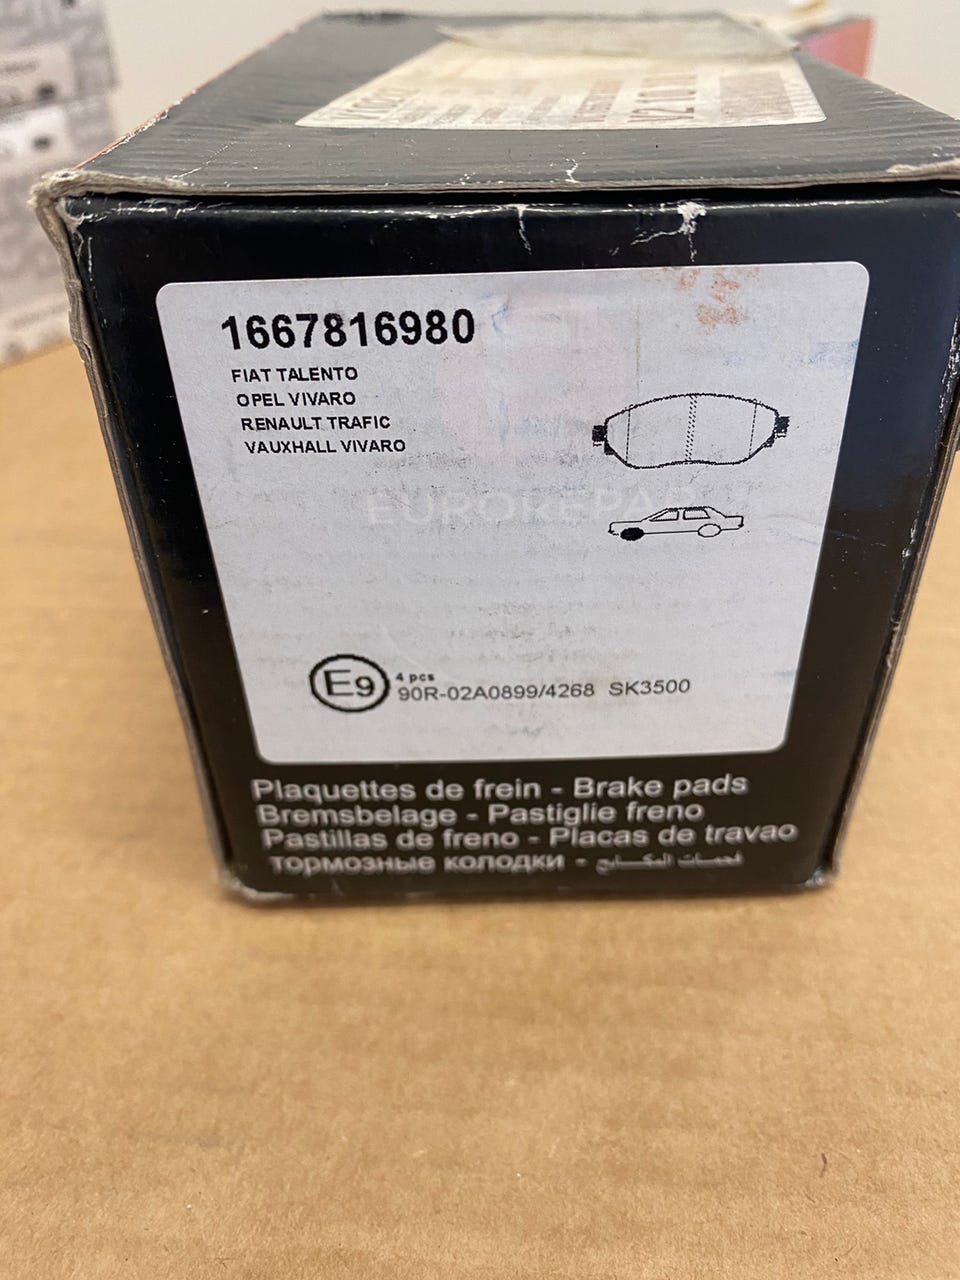 1667816980
FIAT TALENTO
OPEL VIVARO
RENAULT TRAFIC
VAUXHALL VIVARO
EUROREPAR
E9
4 pcs
90R-02A0899/4268 SK3500
Plaquettes de frein - Brake pads
Bremsbelage - Pastiglie freno
Pastillas de freno - Placas de travao
тормозные колодки - فحمات المكابح